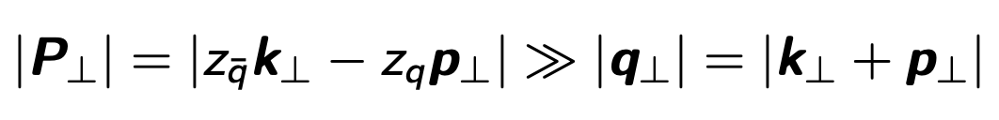 |P⊥| = |z_q̄ k⊥ − z_q p⊥| ≫ |q⊥| = |k⊥ + p⊥|